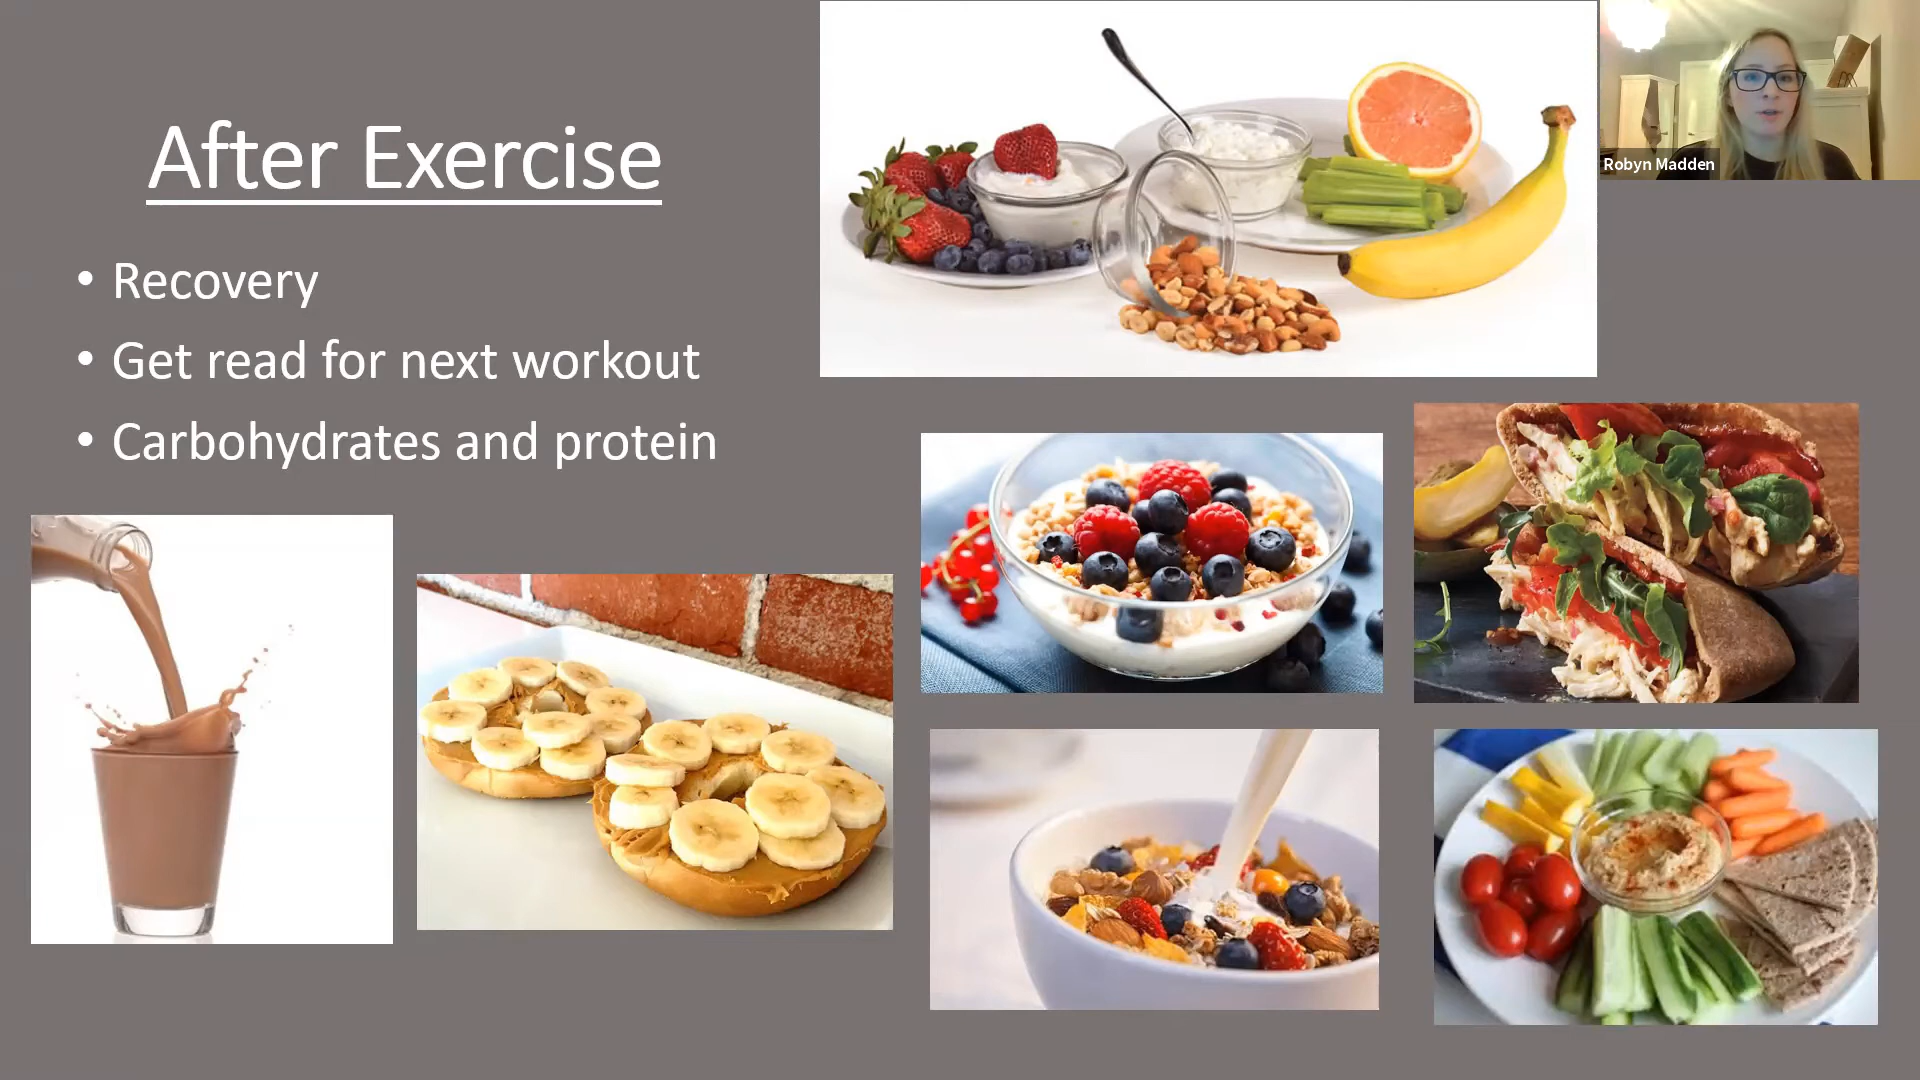 After Exercise
• Recovery
• Get read for next workout
• Carbohydrates and protein
Robyn Madden